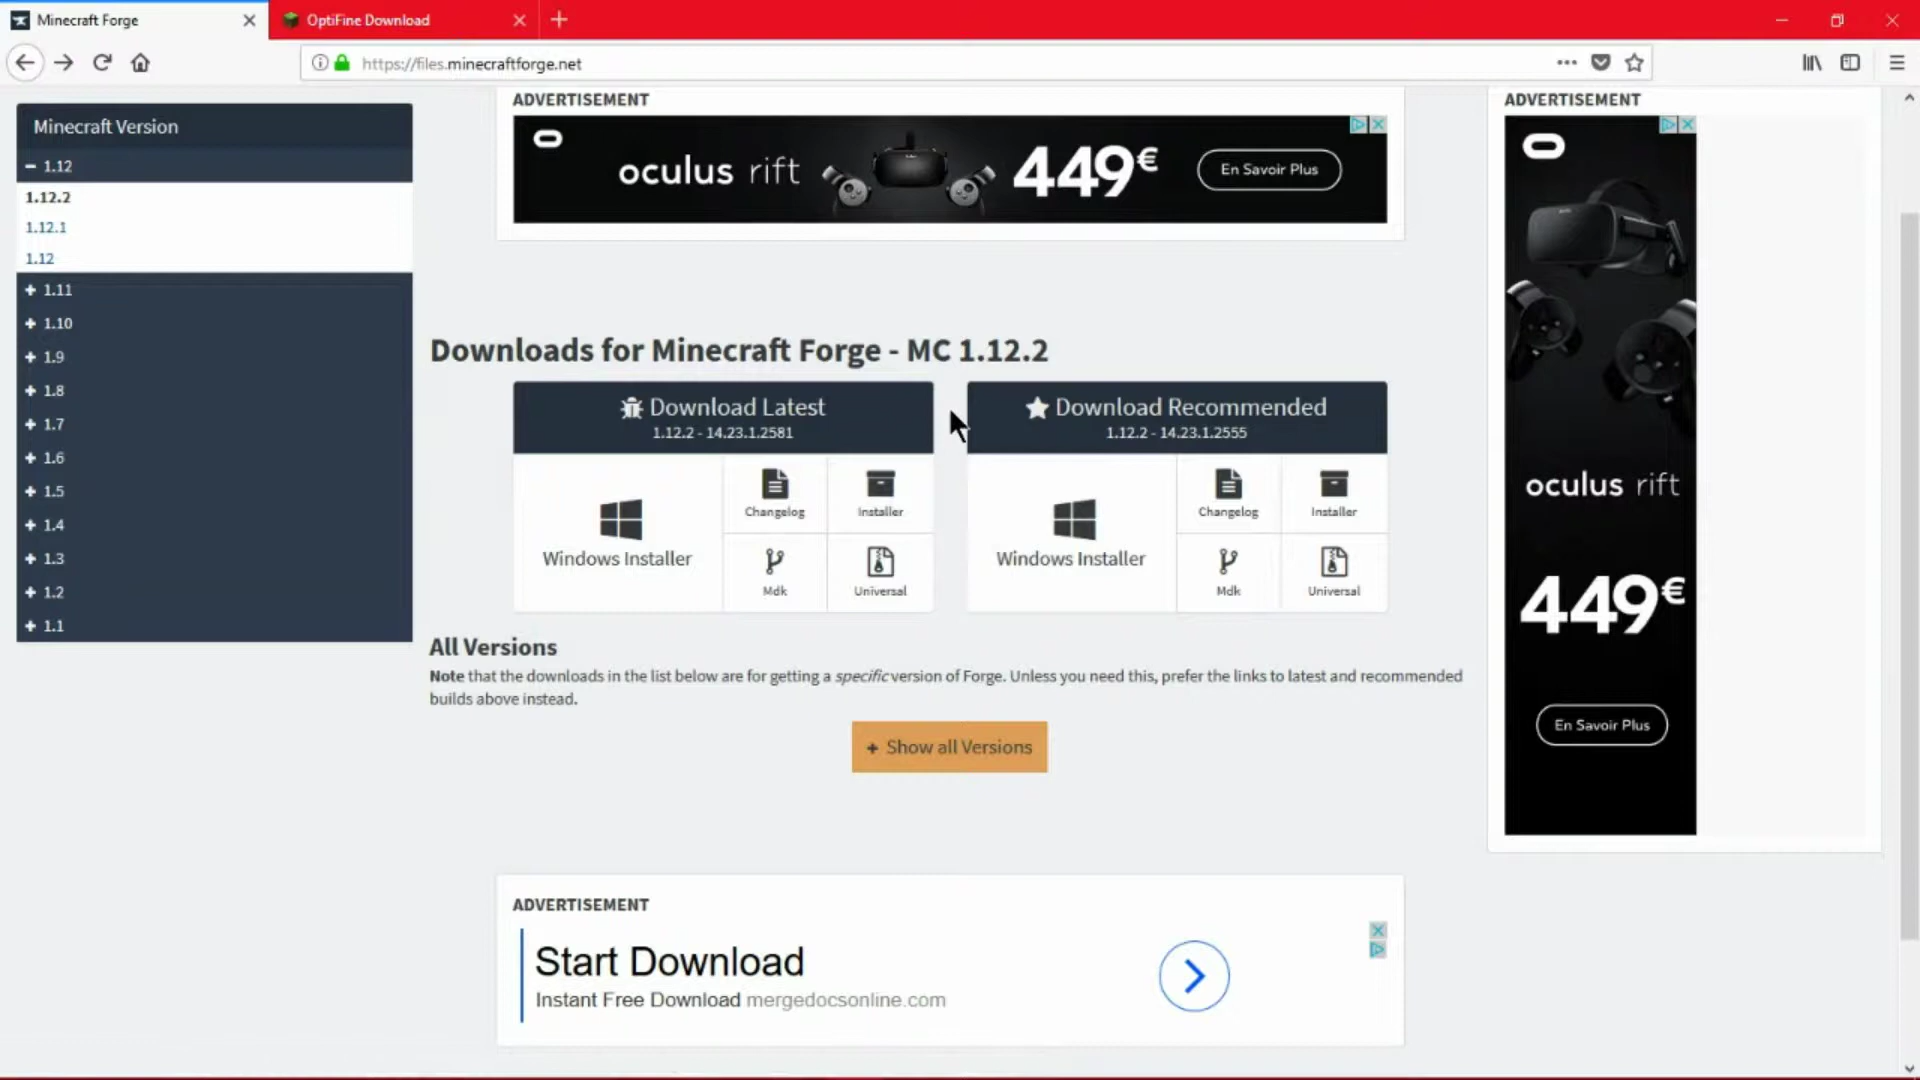 Minecraft Forge
OptiFine Download
https://files.minecraftforge.net
Minecraft Version
1.12
1.12.2
1.12.1
1.12
1.11
1.10
1.9
1.8
1.7
1.6
1.5
1.4
1.3
1.2
1.1
ADVERTISEMENT
oculus rift 449€ En Savoir Plus
Downloads for Minecraft Forge - MC 1.12.2
Download Latest
1.12.2 - 14.23.1.2581
Windows Installer
Changelog
Installer
Mdk
Universal
Download Recommended
1.12.2 - 14.23.1.2555
Windows Installer
Changelog
Installer
Mdk
Universal
All Versions
Note that the downloads in the list below are for getting a specific version of Forge. Unless you need this, prefer the links to latest and recommended
builds above instead.
+ Show all Versions
ADVERTISEMENT
Start Download
Instant Free Download mergedocsonline.com
ADVERTISEMENT
oculus rift
449€
En Savoir Plus